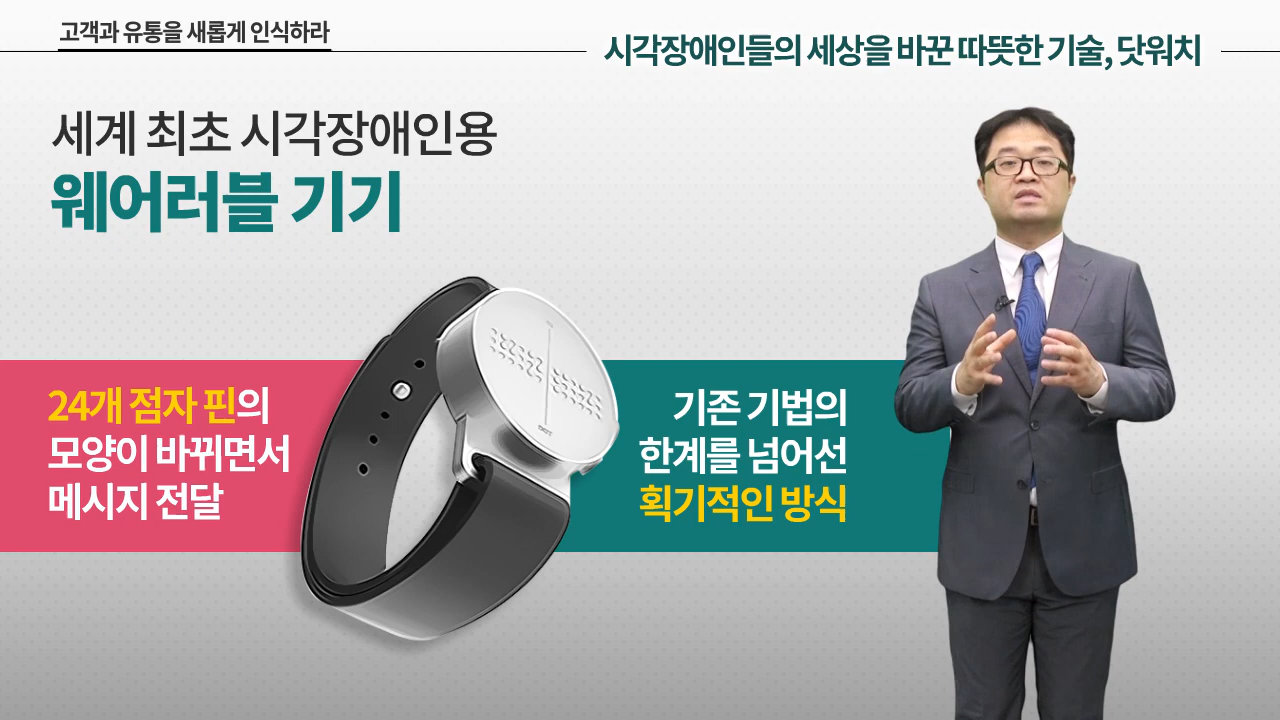 고객과 유통을 새롭게 인식하라
시각장애인들의 세상을 바꾼 따뜻한 기술, 닷워치
세계 최초 시각장애인용
웨어러블 기기
24개 점자 핀의
모양이 바뀌면서
메시지 전달
기존 기법의
한계를 넘어선
획기적인 방식